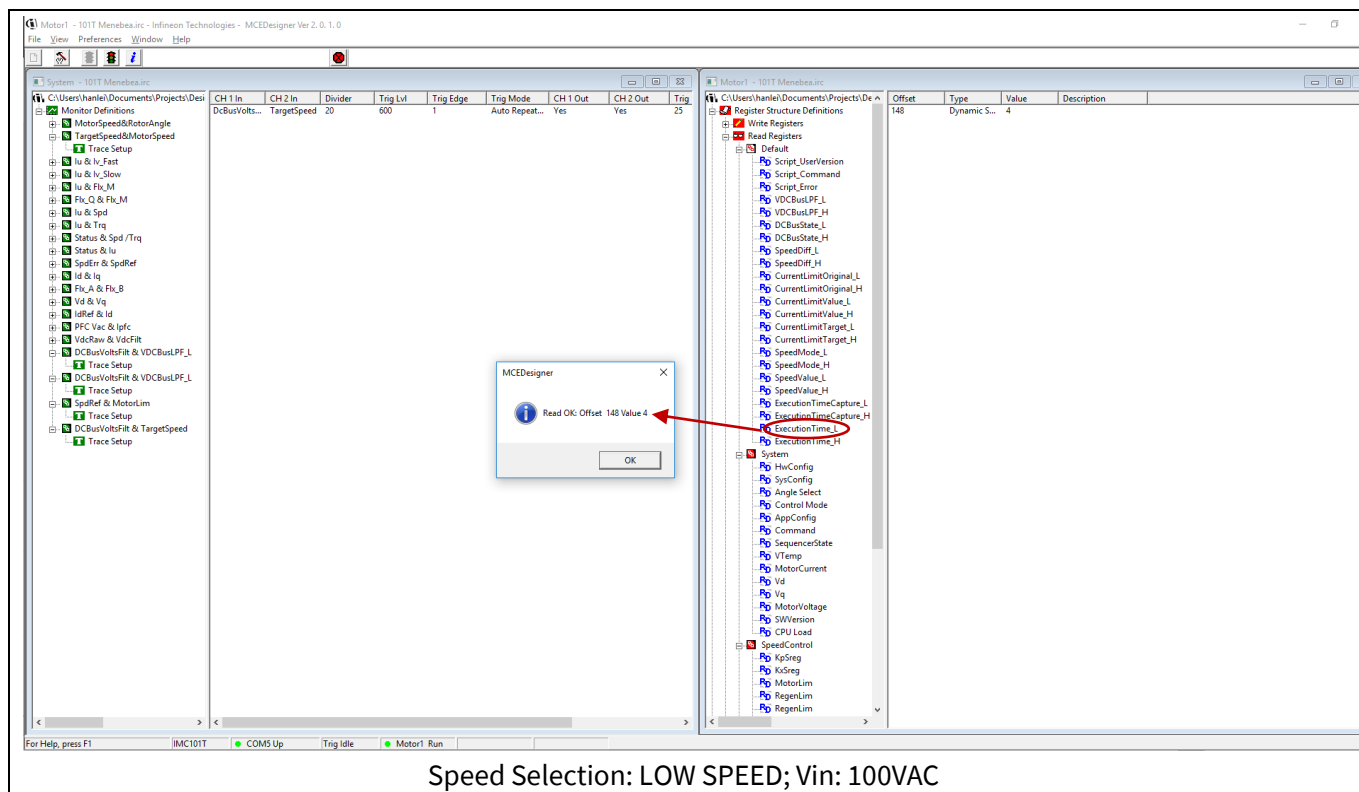 Motor1 - 101T Menebea.irc - Infineon Technologies - MCEDesigner Ver 2. 0. 1. 0
File View Preferences Window Help
System - 101T Menebea.irc
C:\Users\hanlei\Documents\Projects\Desi
Monitor Definitions
MotorSpeed&RotorAngle
TargetSpeed&MotorSpeed
Trace Setup
Iu & Iv_Fast
Iu & Iv_Slow
Iu & Flx_M
Flx_Q & Flx_M
Iu & Spd
Iu & Trq
Status & Spd /Trq
Status & Iu
SpdErr & SpdRef
Id & Iq
Flx_A & Flx_B
Vd & Vq
IdRef & Id
PFC Vac & Ipfc
VdcRaw & VdcFilt
DCBusVoltsFilt & VDCBusLPF_L
Trace Setup
DCBusVoltsFilt & VDCBusLPF_L
Trace Setup
SpdRef & MotorLim
Trace Setup
DCBusVoltsFilt & TargetSpeed
Trace Setup
CH 1 In CH 2 In Divider Trig Lvl Trig Edge Trig Mode CH 1 Out CH 2 Out Trig
DcBusVolts... TargetSpeed 20 600 1 Auto Repeat... Yes Yes 25
MCEDesigner
Read OK: Offset 148 Value 4
OK
Motor1 - 101T Menebea.irc
C:\Users\hanlei\Documents\Projects\De
Register Structure Definitions
Write Registers
Read Registers
Default
Script_UserVersion
Script_Command
Script_Error
VDCBusLPF_L
VDCBusLPF_H
DCBusState_L
DCBusState_H
SpeedDiff_L
SpeedDiff_H
CurrentLimitOriginal_L
CurrentLimitOriginal_H
CurrentLimitValue_L
CurrentLimitValue_H
CurrentLimitTarget_L
CurrentLimitTarget_H
SpeedMode_L
SpeedMode_H
SpeedValue_L
SpeedValue_H
ExecutionTimeCapture_L
ExecutionTimeCapture_H
ExecutionTime_L
ExecutionTime_H
System
HwConfig
SysConfig
Angle Select
Control Mode
AppConfig
Command
SequencerState
VTemp
MotorCurrent
Vd
Vq
MotorVoltage
SWVersion
CPU Load
SpeedControl
KpSreg
KxSreg
MotorLim
RegenLim
RegenLim
Offset Type Value Description
148 Dynamic S... 4
For Help, press F1 IMC101T COM5 Up Trig Idle Motor1 Run
Speed Selection: LOW SPEED; Vin: 100VAC